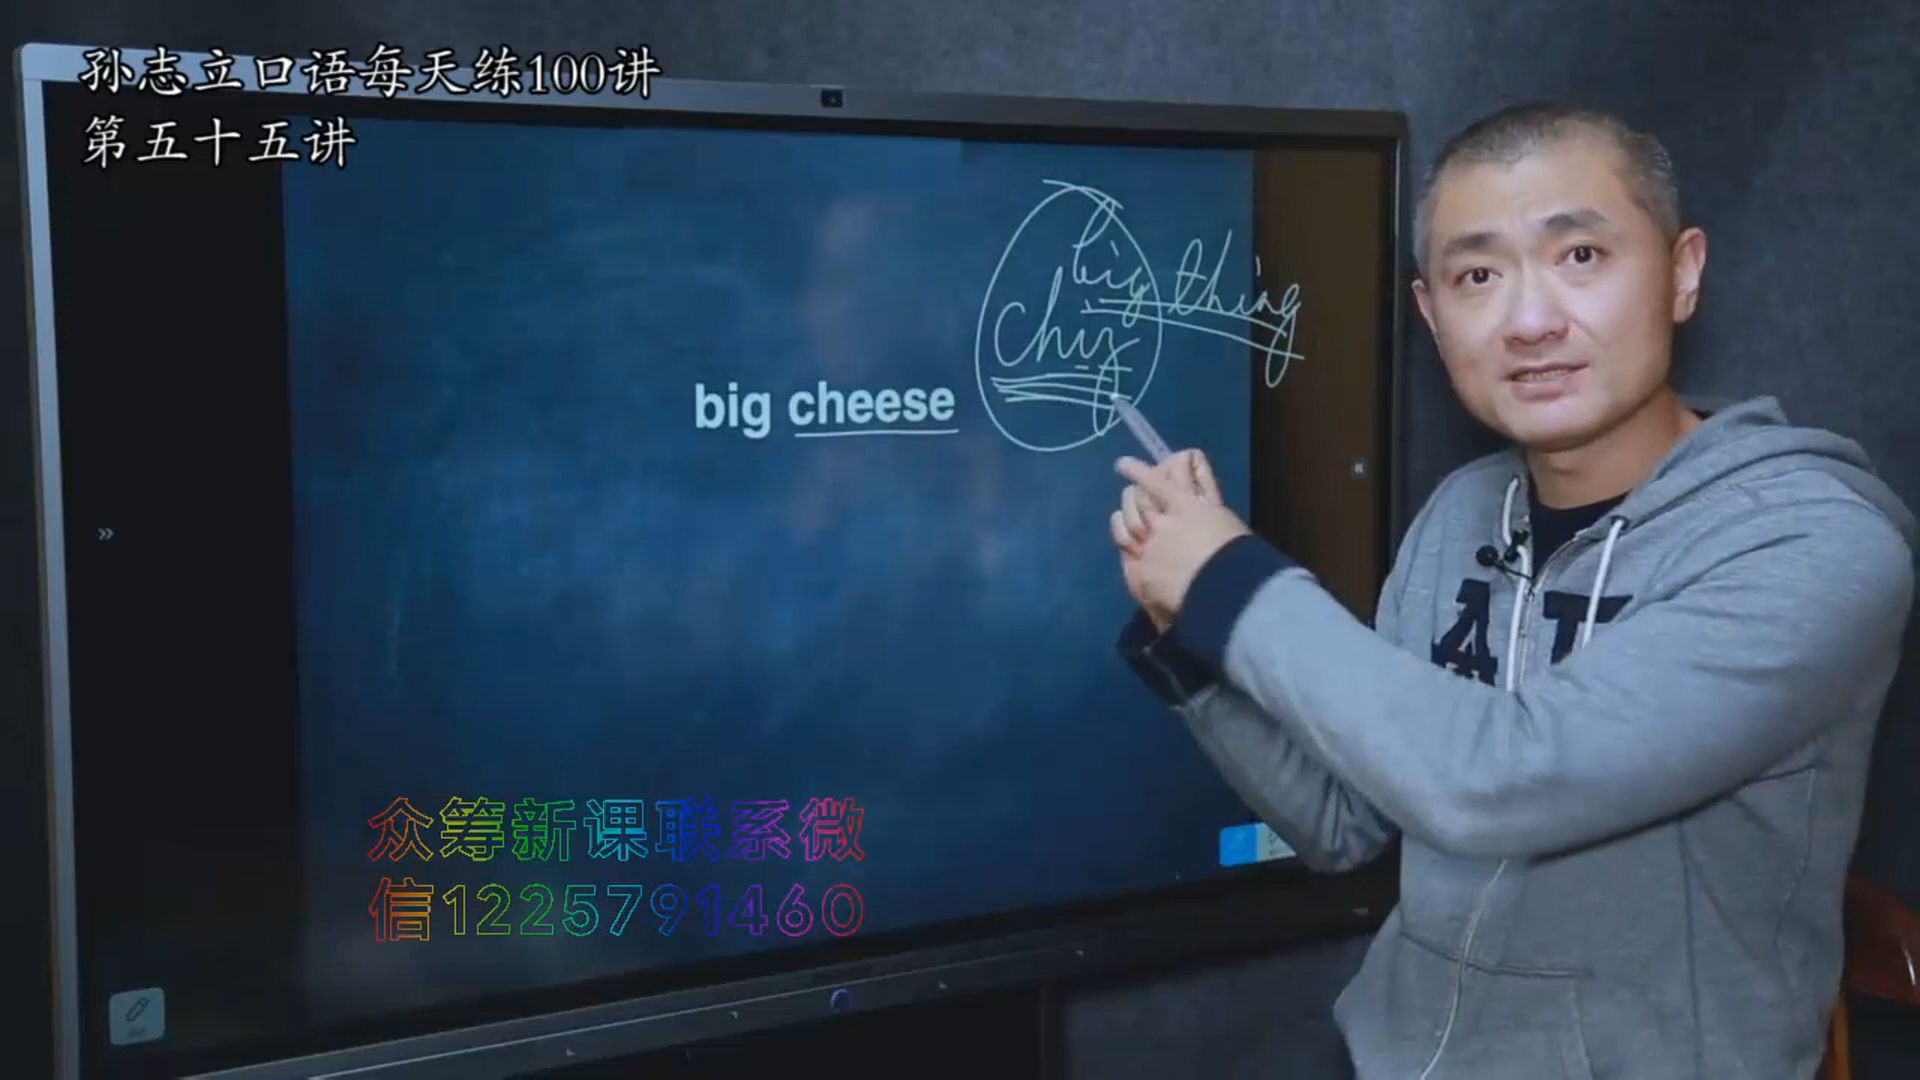 孙志立口语每天练100讲
第五十五讲
big thing
chiz
big cheese
众筹新课联系微
信1225791460